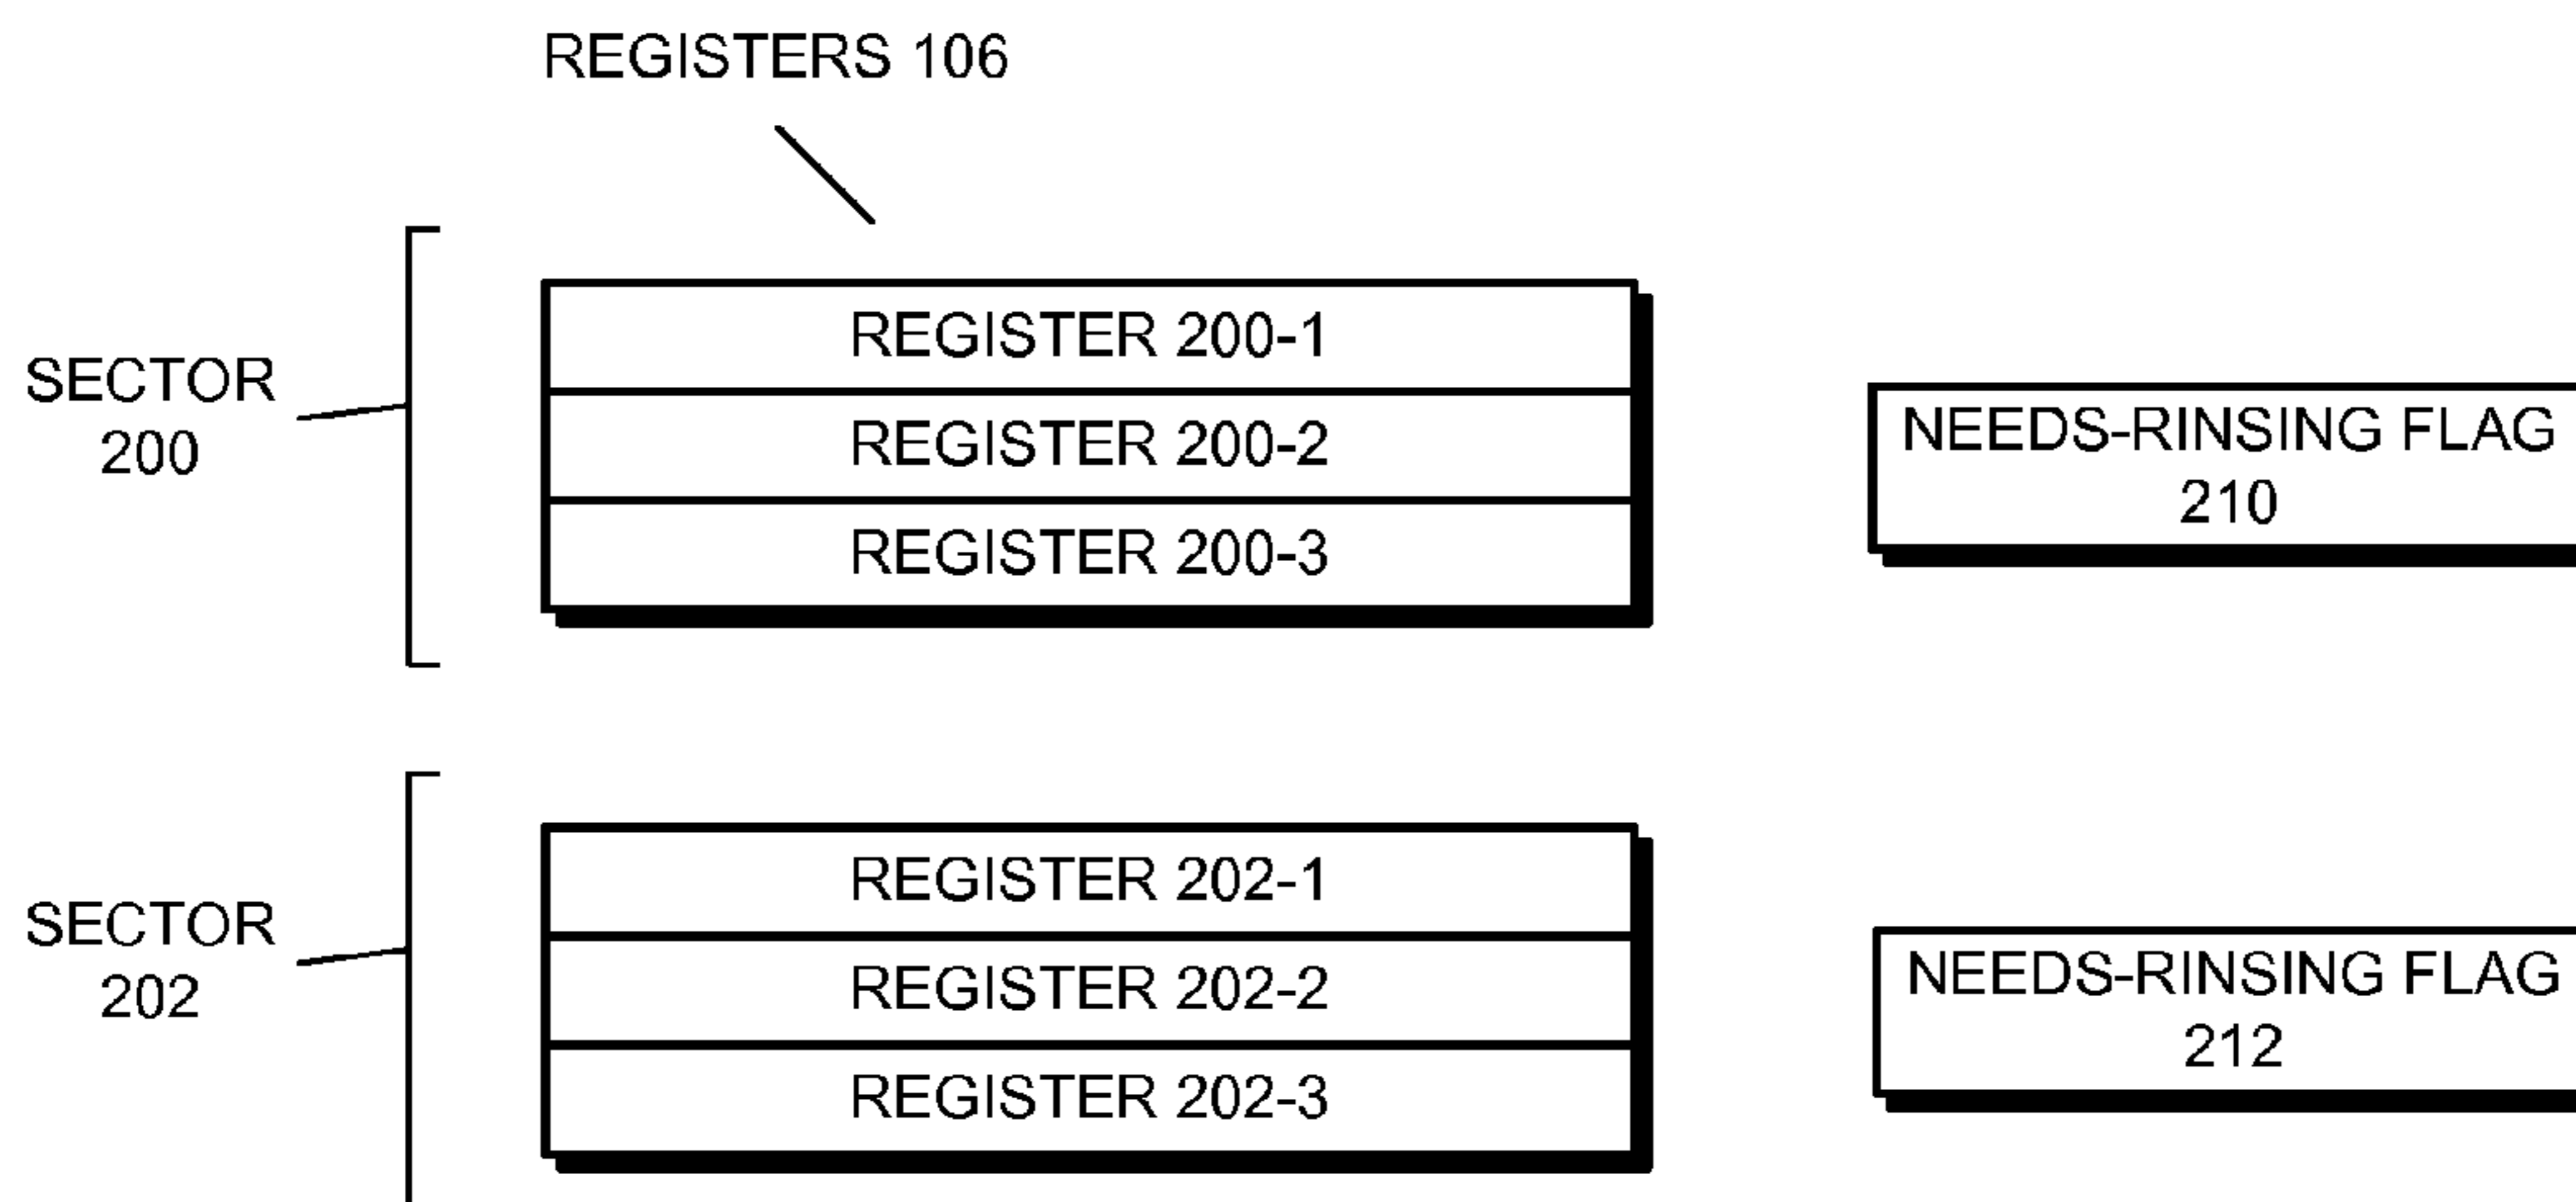 REGISTERS 106
SECTOR
200
REGISTER 200-1
REGISTER 200-2
REGISTER 200-3
NEEDS-RINSING FLAG
210
SECTOR
202
REGISTER 202-1
REGISTER 202-2
REGISTER 202-3
NEEDS-RINSING FLAG
212